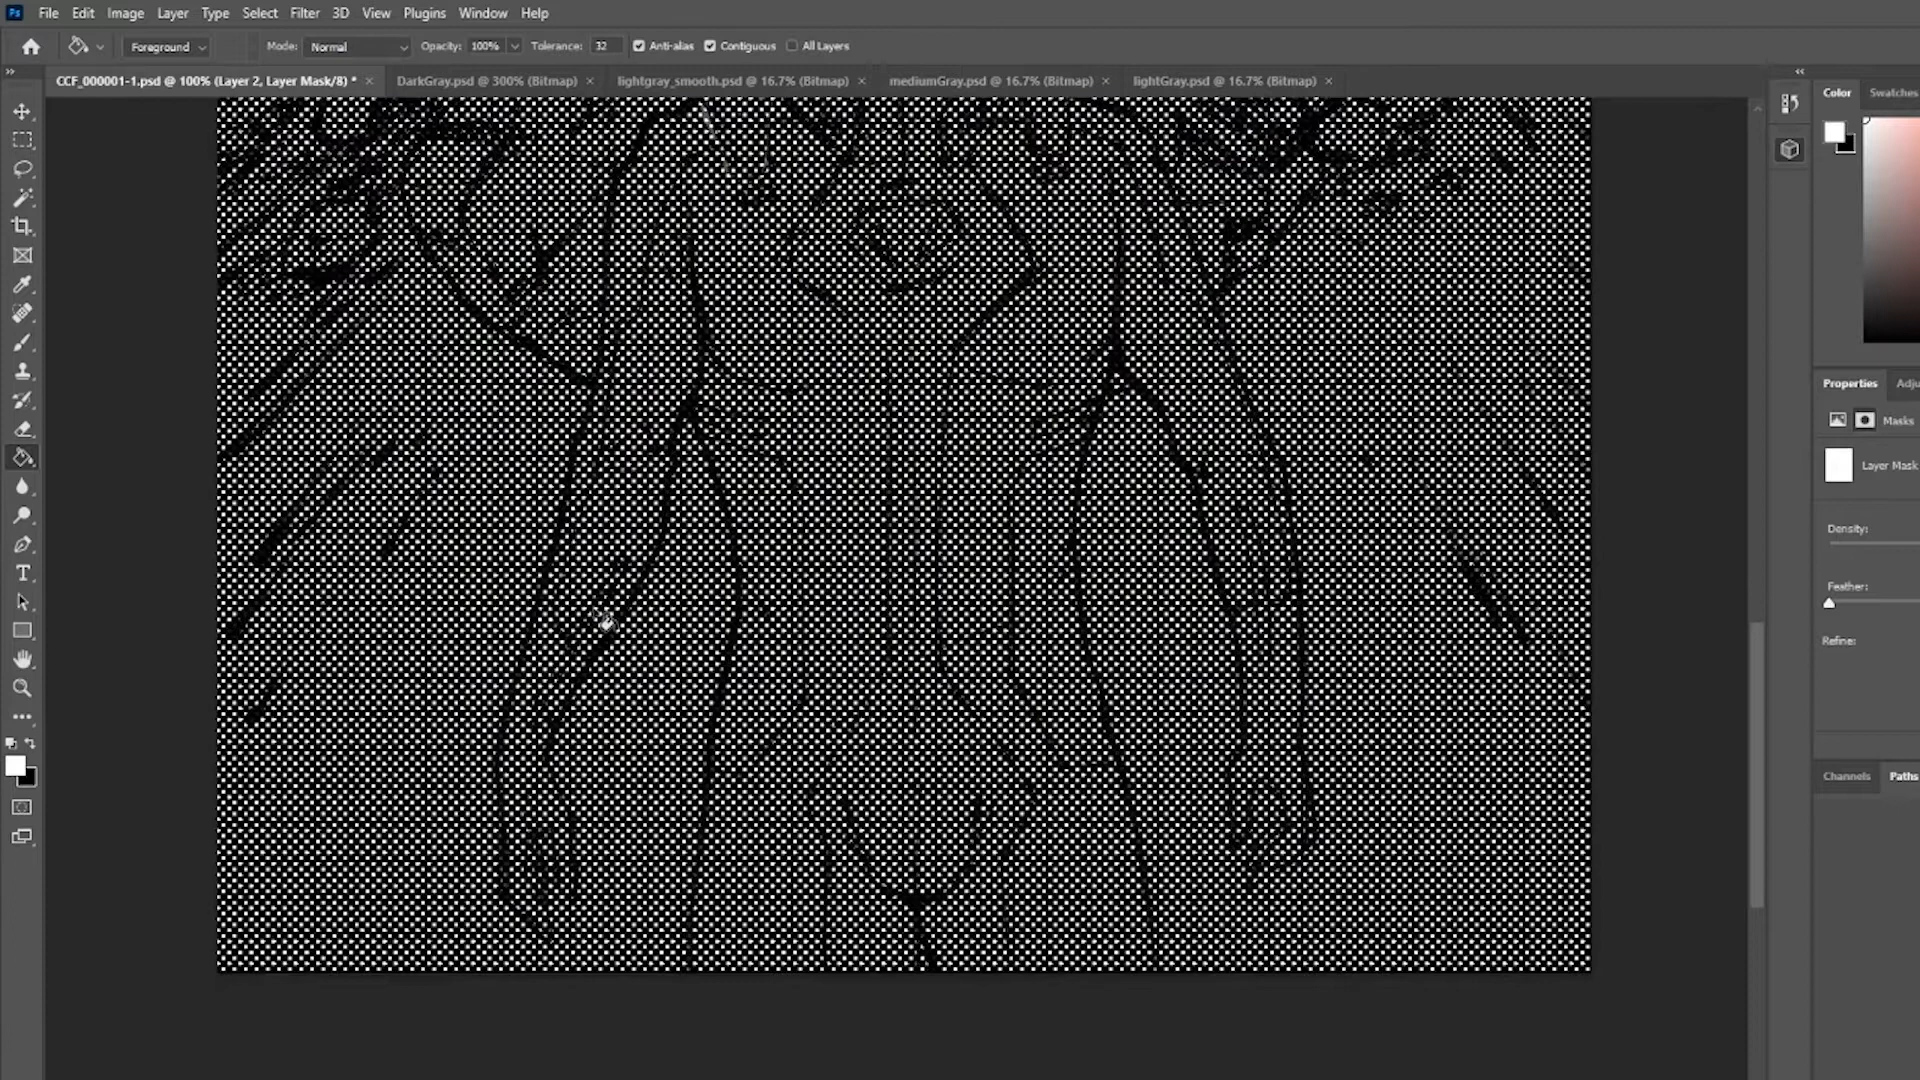 Ps File Edit Image Layer Type Select Filter 3D View Plugins Window Help
Foreground Mode: Normal Opacity: 100% Tolerance: 32 Anti-alias Contiguous All Layers
CCF_000001-1.psd @ 100% (Layer 2, Layer Mask/8) * DarkGray.psd @ 300% (Bitmap) lightgray_smooth.psd @ 16.7% (Bitmap) mediumGray.psd @ 16.7% (Bitmap) lightGray.psd @ 16.7% (Bitmap)
Color Swatches
Properties Adju
Masks
Layer Mask
Density:
Feather:
Refine:
Channels Paths